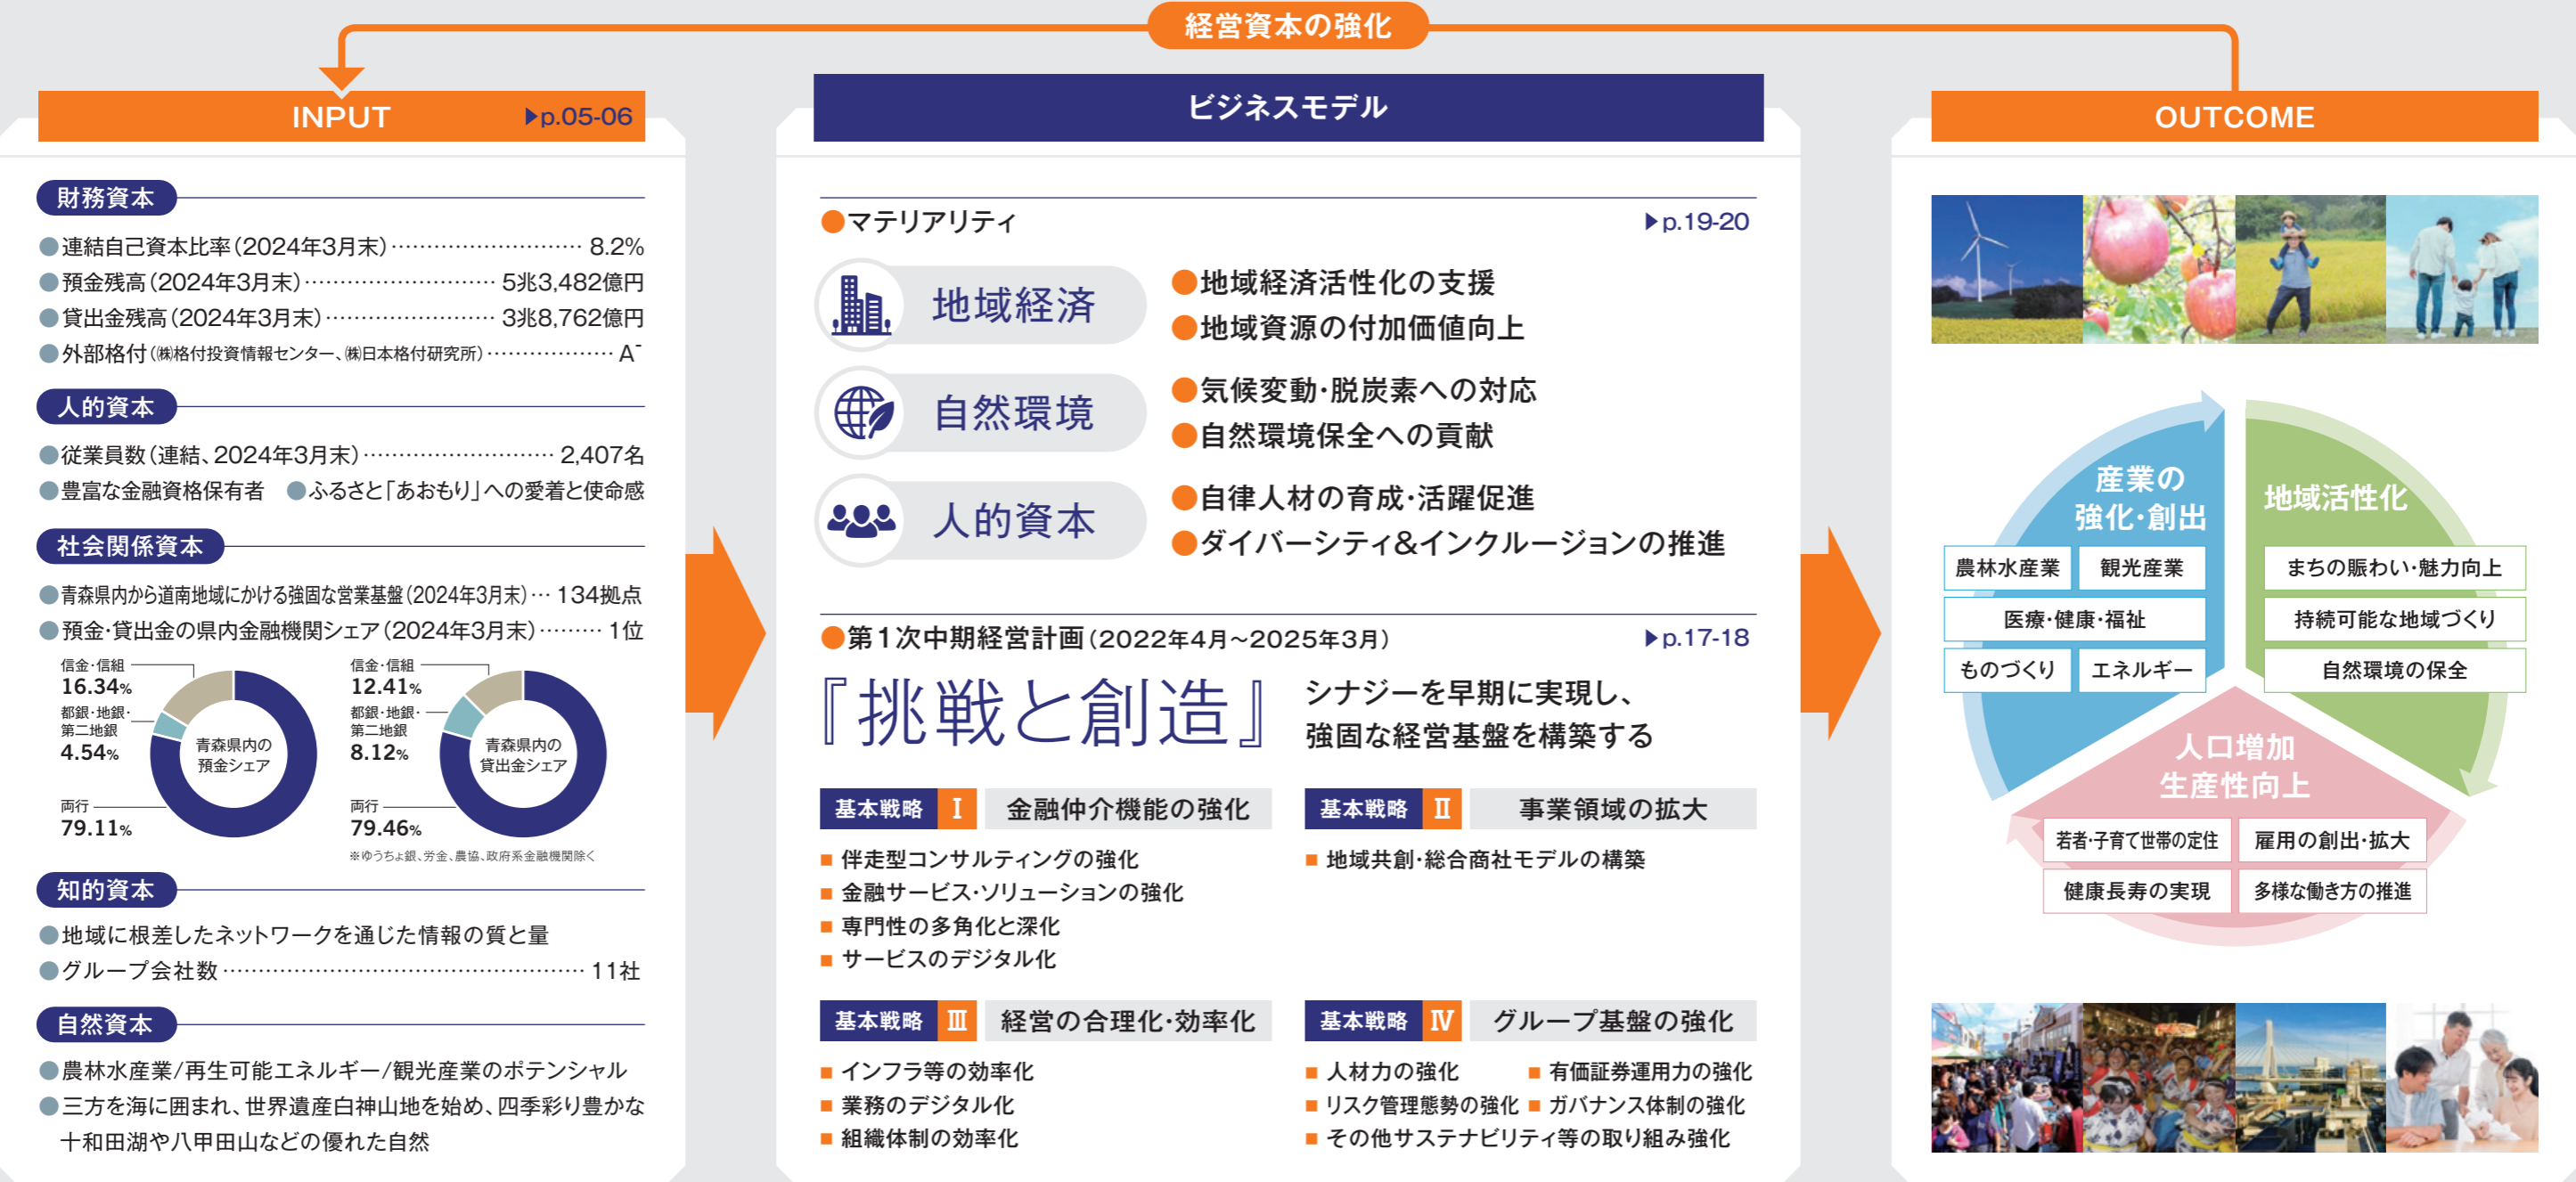 経営資本の強化
INPUT ▶p.05-06
財務資本
●連結自己資本比率(2024年3月末)………………………… 8.2%
●預金残高(2024年3月末)……………………… 5兆3,482億円
●貸出金残高(2024年3月末)…………………… 3兆8,762億円
●外部格付(㈱格付投資情報センター、㈱日本格付研究所)……………… A-
人的資本
●従業員数(連結、2024年3月末)……………………… 2,407名
●豊富な金融資格保有者 ●ふるさと「あおもり」への愛着と使命感
社会関係資本
●青森県内から道南地域にかける強固な営業基盤(2024年3月末)… 134拠点
●預金・貸出金の県内金融機関シェア(2024年3月末)……… 1位
信金・信組
16.34%
都銀・地銀・
第二地銀
4.54%
両行
79.11%
青森県内の
預金シェア
信金・信組
12.41%
都銀・地銀・
第二地銀
8.12%
両行
79.46%
青森県内の
貸出金シェア
※ゆうちょ銀、労金、農協、政府系金融機関除く
知的資本
●地域に根差したネットワークを通じた情報の質と量
●グループ会社数…………………………………………… 11社
自然資本
●農林水産業/再生可能エネルギー/観光産業のポテンシャル
●三方を海に囲まれ、世界遺産白神山地を始め、四季彩り豊かな
十和田湖や八甲田山などの優れた自然
ビジネスモデル
●マテリアリティ ▶p.19-20
地域経済
●地域経済活性化の支援
●地域資源の付加価値向上
自然環境
●気候変動・脱炭素への対応
●自然環境保全への貢献
人的資本
●自律人材の育成・活躍促進
●ダイバーシティ&インクルージョンの推進
●第1次中期経営計画(2022年4月~2025年3月) ▶p.17-18
『挑戦と創造』
シナジーを早期に実現し、
強固な経営基盤を構築する
基本戦略 Ⅰ 金融仲介機能の強化
■ 伴走型コンサルティングの強化
■ 金融サービス・ソリューションの強化
■ 専門性の多角化と深化
■ サービスのデジタル化
基本戦略 Ⅱ 事業領域の拡大
■ 地域共創・総合商社モデルの構築
基本戦略 Ⅲ 経営の合理化・効率化
■ インフラ等の効率化
■ 業務のデジタル化
■ 組織体制の効率化
基本戦略 Ⅳ グループ基盤の強化
■ 人材力の強化 ■ 有価証券運用力の強化
■ リスク管理態勢の強化 ■ ガバナンス体制の強化
■ その他サステナビリティ等の取り組み強化
OUTCOME
産業の
強化・創出
農林水産業 観光産業
医療・健康・福祉
ものづくり エネルギー
地域活性化
まちの賑わい・魅力向上
持続可能な地域づくり
自然環境の保全
人口増加
生産性向上
若者・子育て世帯の定住 雇用の創出・拡大
健康長寿の実現 多様な働き方の推進